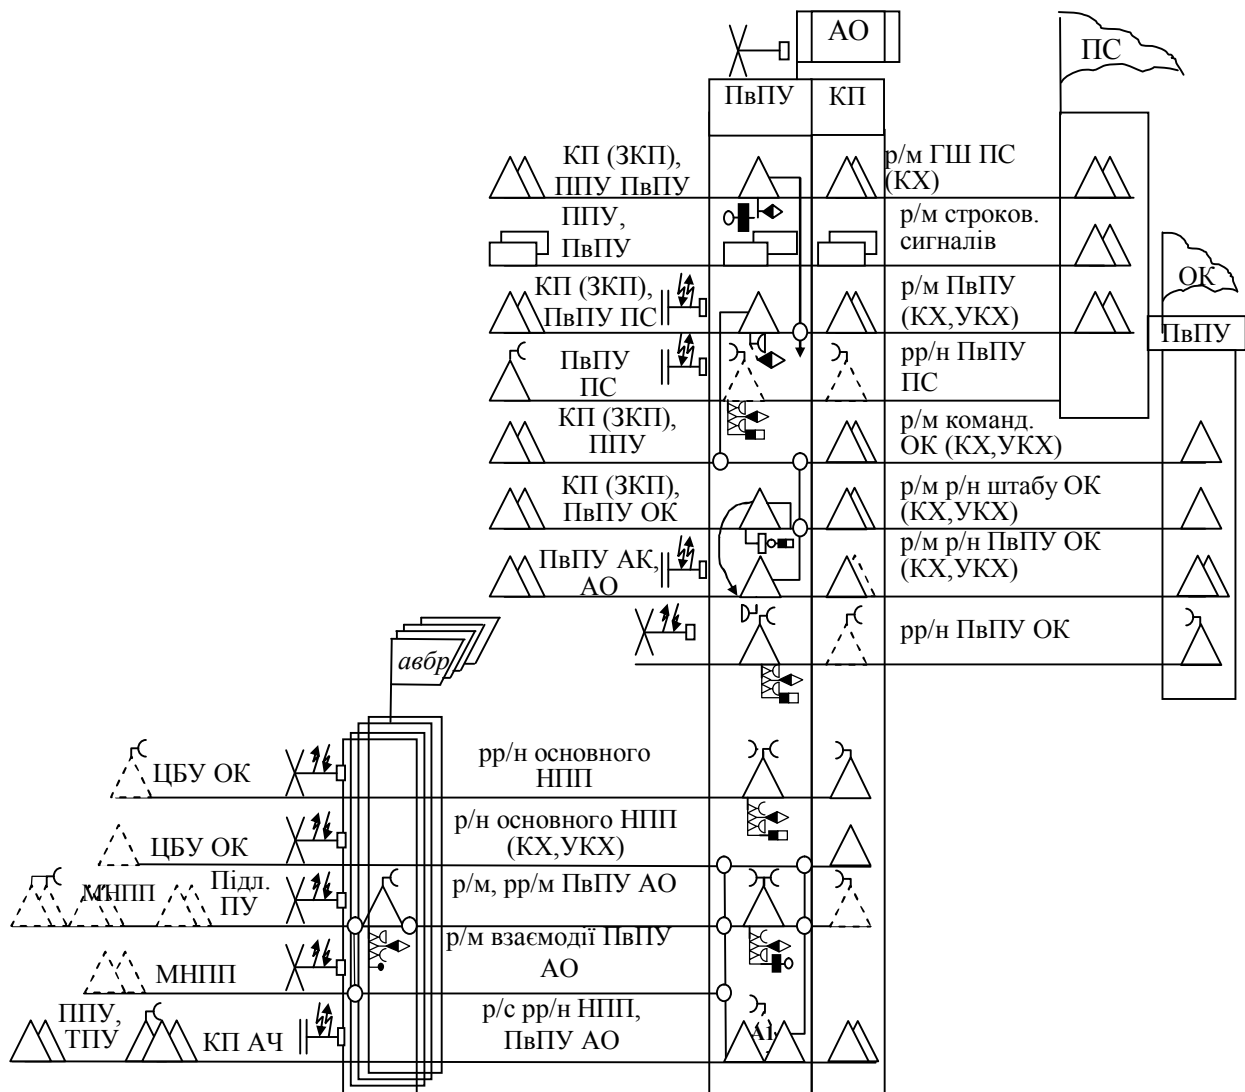 АО
ПС
ПвПУ
КП
КП (ЗКП),
ППУ ПвПУ
р/м ГШ ПС
(КХ)
ППУ,
ПвПУ
р/м строков.
сигналів
ОК
ПвПУ
КП (ЗКП),
ПвПУ ПС
р/м ПвПУ
(КХ,УКХ)
ПвПУ
ПС
рр/н ПвПУ
ПС
КП (ЗКП),
ППУ
р/м команд.
ОК (КХ,УКХ)
КП (ЗКП),
ПвПУ ОК
р/м р/н штабу ОК
(КХ,УКХ)
ПвПУ АК,
АО
р/м р/н ПвПУ ОК
(КХ,УКХ)
рр/н ПвПУ ОК
авбр
ЦБУ ОК
рр/н основного
НПП
ЦБУ ОК
р/н основного НПП
(КХ,УКХ)
МНПП
Підл.
ПУ
р/м, рр/м ПвПУ АО
МНПП
р/м взаємодії ПвПУ
АО
ППУ,
ТПУ
КП АЧ
р/с рр/н НПП,
ПвПУ АО